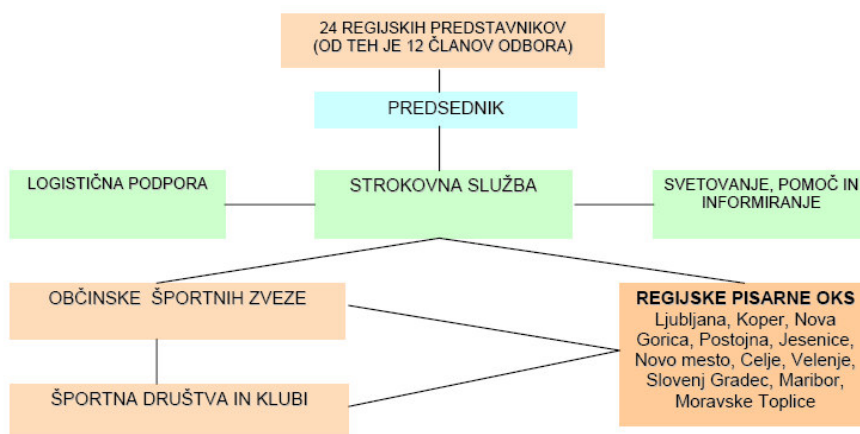 24 REGIJSKIH PREDSTAVNIKOV
(OD TEH JE 12 ČLANOV ODBORA)
PREDSEDNIK
LOGISTIČNA PODPORA
STROKOVNA SLUŽBA
SVETOVANJE, POMOČ IN
INFORMIRANJE
OBČINSKE ŠPORTNIH ZVEZE
REGIJSKE PISARNE OKS
Ljubljana, Koper, Nova
Gorica, Postojna, Jesenice,
Novo mesto, Celje, Velenje,
Slovenj Gradec, Maribor,
Moravske Toplice
ŠPORTNA DRUŠTVA IN KLUBI